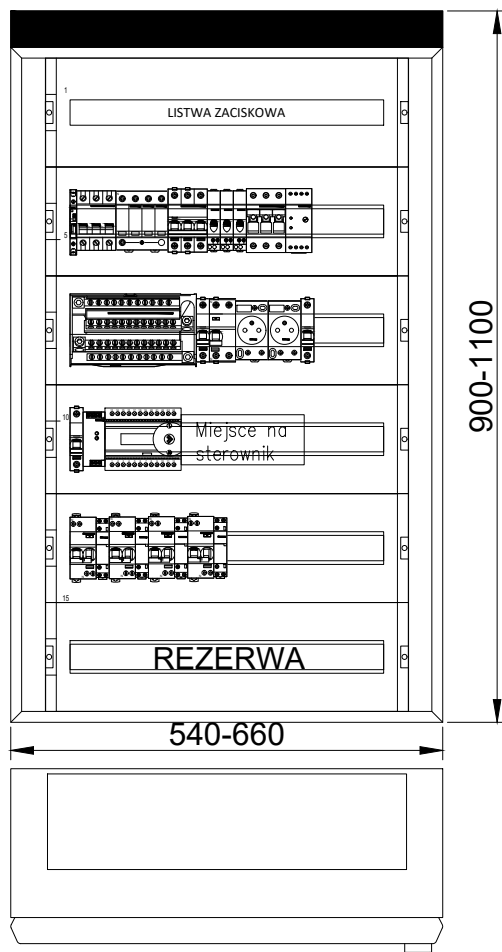 1
LISTWA ZACISKOWA
5
10
Miejsce na
sterownik
15
REZERWA
540-660
900-1100